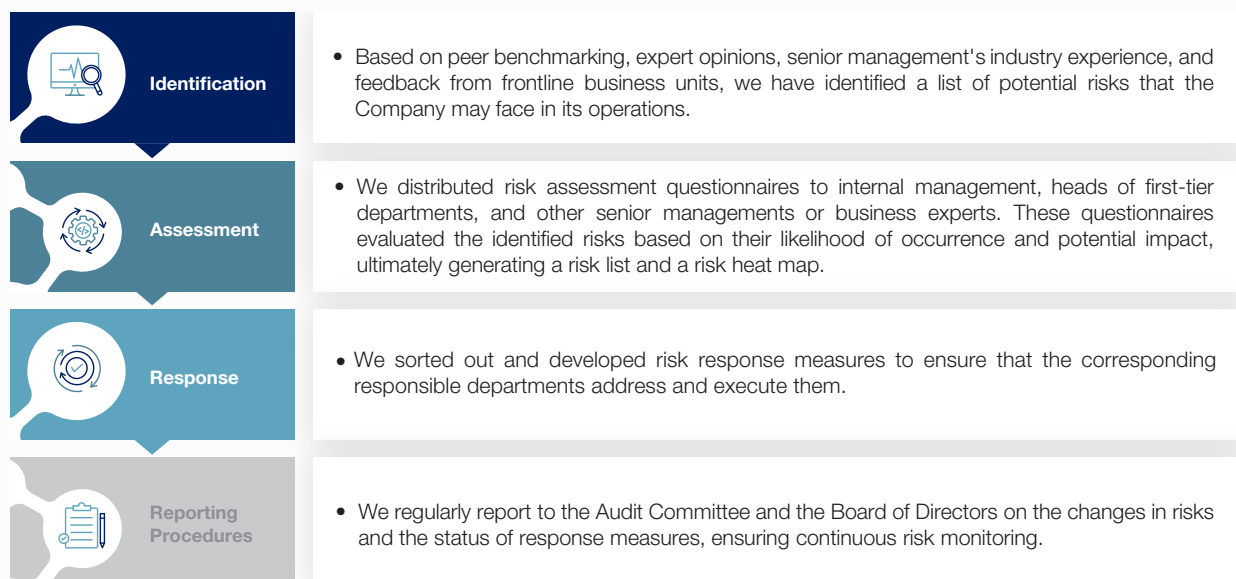 Identification
• Based on peer benchmarking, expert opinions, senior management's industry experience, and
feedback from frontline business units, we have identified a list of potential risks that the
Company may face in its operations.
Assessment
• We distributed risk assessment questionnaires to internal management, heads of first-tier
departments, and other senior managements or business experts. These questionnaires
evaluated the identified risks based on their likelihood of occurrence and potential impact,
ultimately generating a risk list and a risk heat map.
Response
• We sorted out and developed risk response measures to ensure that the corresponding
responsible departments address and execute them.
Reporting
Procedures
• We regularly report to the Audit Committee and the Board of Directors on the changes in risks
and the status of response measures, ensuring continuous risk monitoring.